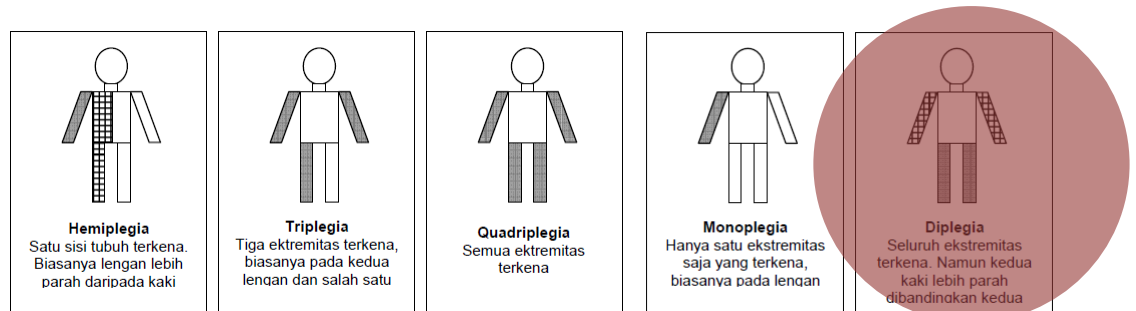 Hemiplegia
Satu sisi tubuh terkena.
Biasanya lengan lebih
parah daripada kaki
Triplegia
Tiga ektremitas terkena,
biasanya pada kedua
lengan dan salah satu
Quadriplegia
Semua ektremitas
terkena
Monoplegia
Hanya satu ekstremitas
saja yang terkena,
biasanya pada lengan
Diplegia
Seluruh ekstremitas
terkena. Namun kedua
kaki lebih parah
dibandingkan kedua